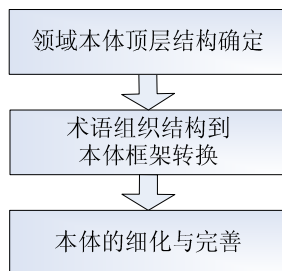 领域本体顶层结构确定
术语组织结构到
本体框架转换
本体的细化与完善